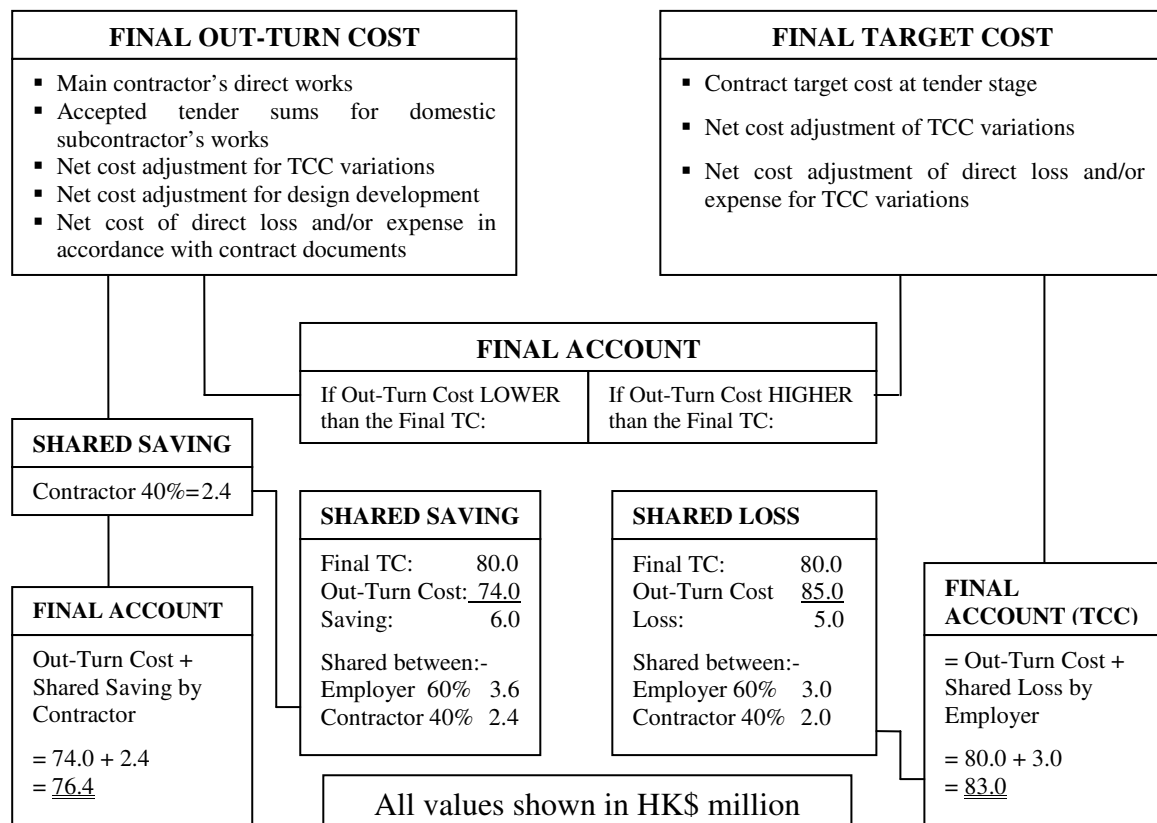 FINAL OUT-TURN COST
▪ Main contractor's direct works
▪ Accepted tender sums for domestic
subcontractor's works
▪ Net cost adjustment for TCC variations
▪ Net cost adjustment for design development
▪ Net cost of direct loss and/or expense in
accordance with contract documents
FINAL TARGET COST
▪ Contract target cost at tender stage
▪ Net cost adjustment of TCC variations
▪ Net cost adjustment of direct loss and/or
expense for TCC variations
FINAL ACCOUNT
If Out-Turn Cost LOWER
than the Final TC:
If Out-Turn Cost HIGHER
than the Final TC:
SHARED SAVING
Contractor 40%=2.4
FINAL ACCOUNT
Out-Turn Cost +
Shared Saving by
Contractor
= 74.0 + 2.4
= 76.4
SHARED SAVING
Final TC: 80.0
Out-Turn Cost: 74.0
Saving: 6.0
Shared between:-
Employer 60% 3.6
Contractor 40% 2.4
SHARED LOSS
Final TC: 80.0
Out-Turn Cost 85.0
Loss: 5.0
Shared between:-
Employer 60% 3.0
Contractor 40% 2.0
FINAL
ACCOUNT (TCC)
= Out-Turn Cost +
Shared Loss by
Employer
= 80.0 + 3.0
= 83.0
All values shown in HK$ million